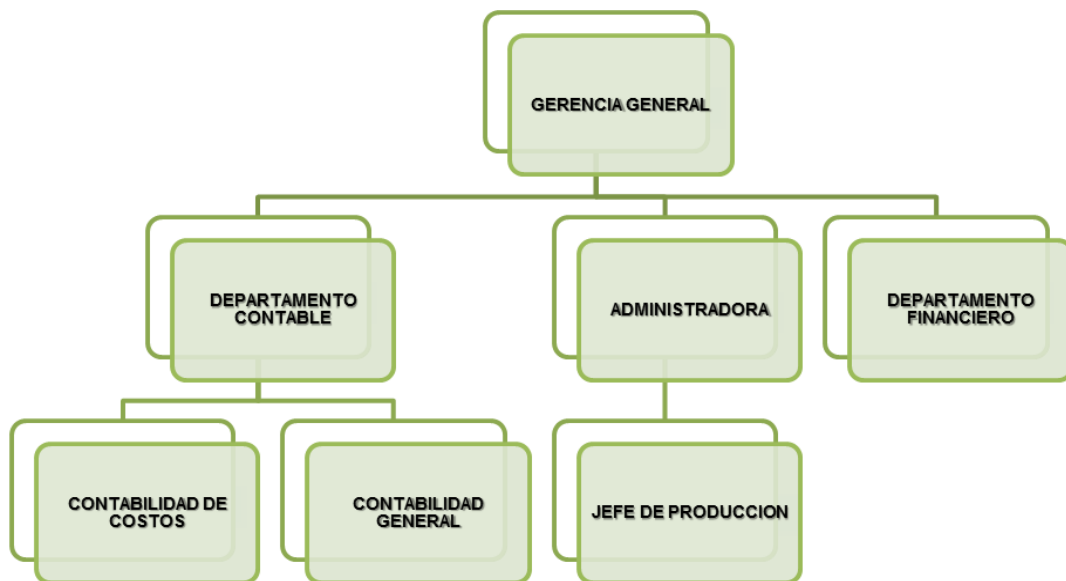 GERENCIA GENERAL
DEPARTAMENTO
CONTABLE
ADMINISTRADORA
DEPARTAMENTO
FINANCIERO
CONTABILIDAD DE
COSTOS
CONTABILIDAD
GENERAL
JEFE DE PRODUCCION